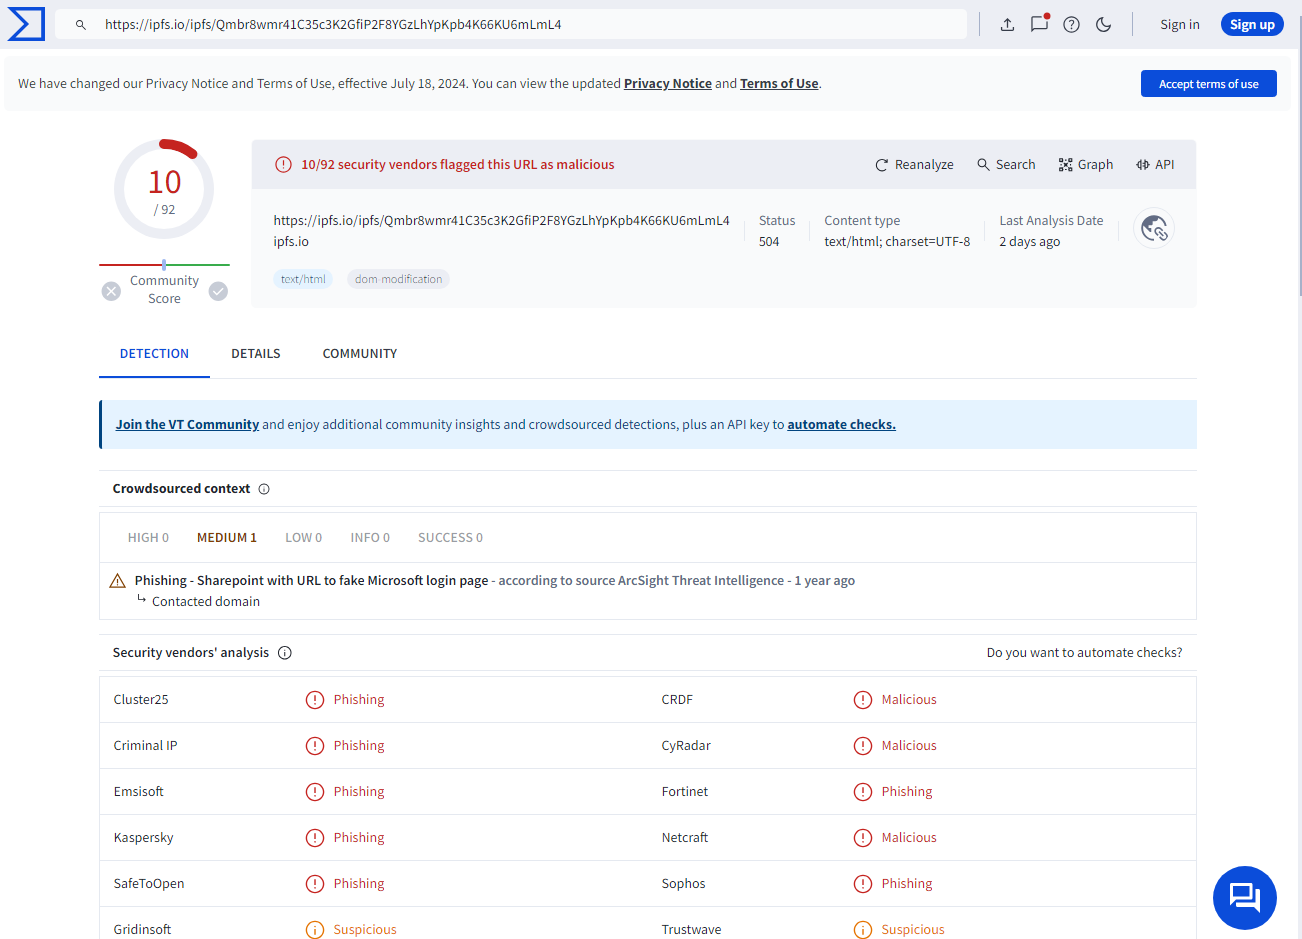 https://ipfs.io/ipfs/Qmbr8wmr41C35c3K2GfiP2F8YGzLhYpKpb4K66KU6mLmL4
Sign in
Sign up
We have changed our Privacy Notice and Terms of Use, effective July 18, 2024. You can view the updated Privacy Notice and Terms of Use.
Accept terms of use
10
/ 92
Community
Score
10/92 security vendors flagged this URL as malicious
Reanalyze
Search
Graph
API
https://ipfs.io/ipfs/Qmbr8wmr41C35c3K2GfiP2F8YGzLhYpKpb4K66KU6mLmL4
ipfs.io
Status
504
Content type
text/html; charset=UTF-8
Last Analysis Date
2 days ago
text/html
dom-modification
DETECTION
DETAILS
COMMUNITY
Join the VT Community and enjoy additional community insights and crowdsourced detections, plus an API key to automate checks.
Crowdsourced context
HIGH 0
MEDIUM 1
LOW 0
INFO 0
SUCCESS 0
Phishing - Sharepoint with URL to fake Microsoft login page - according to source ArcSight Threat Intelligence - 1 year ago
Contacted domain
Security vendors' analysis
Do you want to automate checks?
Cluster25
Phishing
CRDF
Malicious
Criminal IP
Phishing
CyRadar
Malicious
Emsisoft
Phishing
Fortinet
Phishing
Kaspersky
Phishing
Netcraft
Malicious
SafeToOpen
Phishing
Sophos
Phishing
Gridinsoft
Suspicious
Trustwave
Suspicious